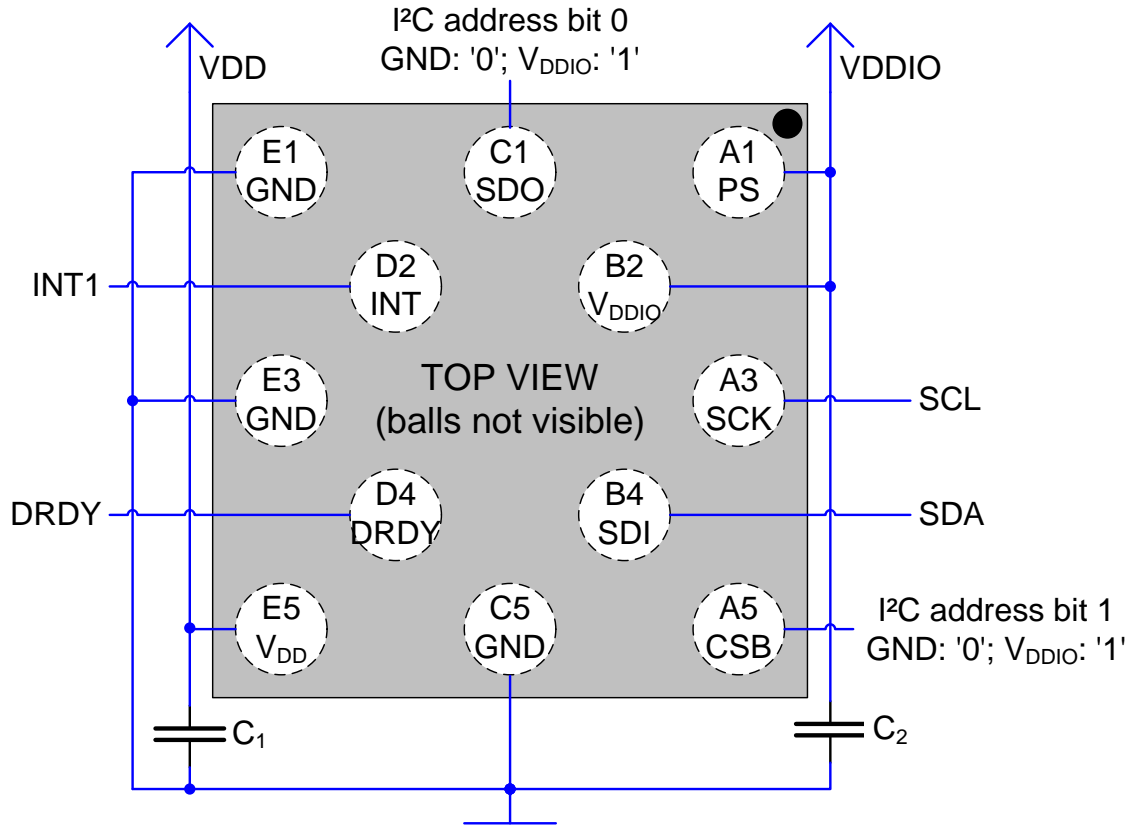 I²C address bit 0
GND: '0'; VDDIO: '1'
VDD
VDDIO
E1
GND
C1
SDO
A1
PS
INT1
D2
INT
B2
VDDIO
E3
GND
TOP VIEW
(balls not visible)
A3
SCK
SCL
DRDY
D4
DRDY
B4
SDI
SDA
E5
VDD
C5
GND
A5
CSB
I²C address bit 1
GND: '0'; VDDIO: '1'
C1
C2